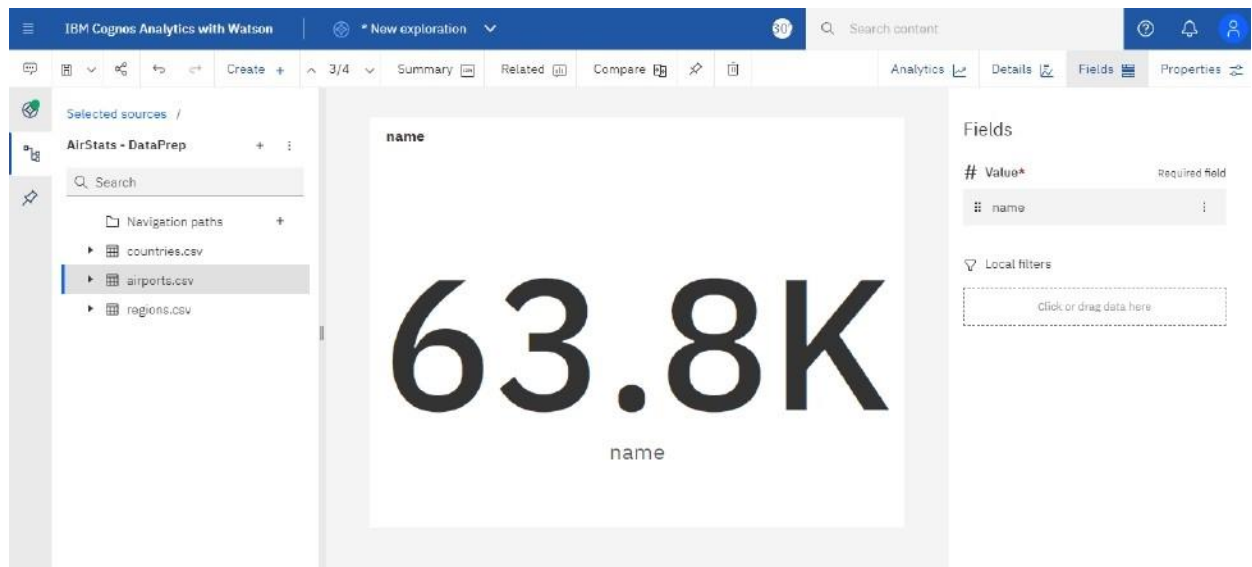 IBM Cognos Analytics with Watson
* New exploration
30
Search content
Create +
3/4
Summary
Related
Compare
Analytics
Details
Fields
Properties
Selected sources /
AirStats - DataPrep
Search
Navigation paths
countries.csv
airports.csv
regions.csv
name
63.8K
name
Fields
# Value*
Required field
name
Local filters
Click or drag data here